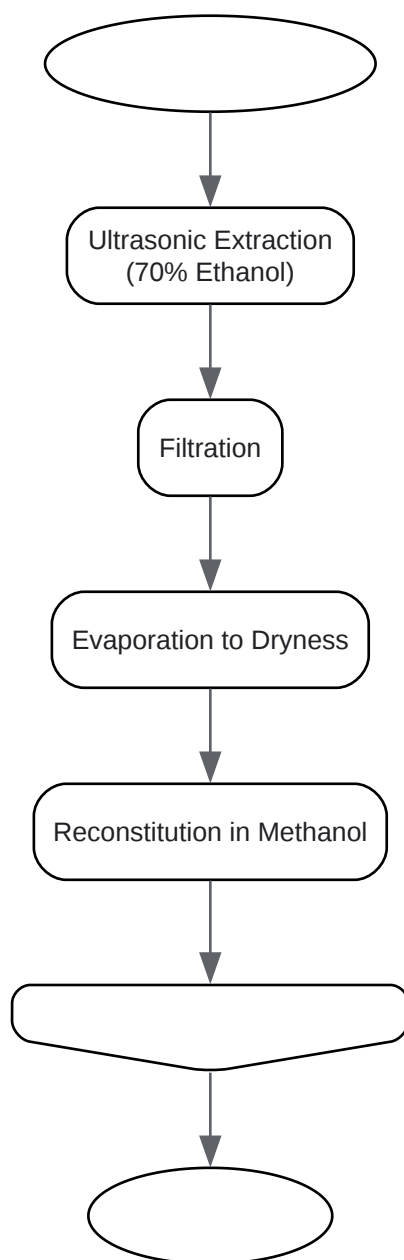 Ultrasonic Extraction
(70% Ethanol)
Filtration
Evaporation to Dryness
Reconstitution in Methanol